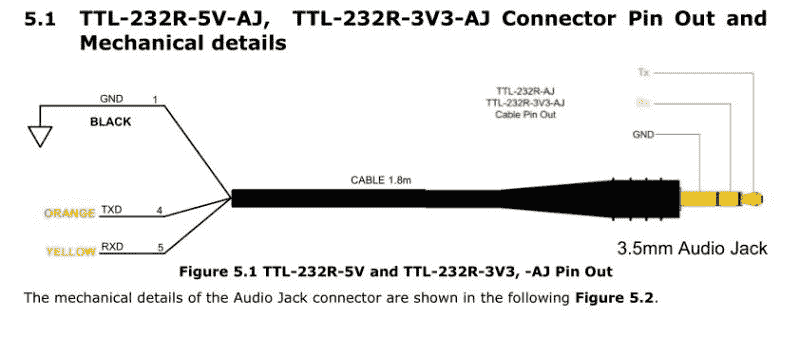 5.1 TTL-232R-5V-AJ, TTL-232R-3V3-AJ Connector Pin Out and
Mechanical details
Tx
TTL-232R-AJ
TTL-232R-3V3-AJ
Cable Pin Out
GND 1
BLACK
GND
CABLE 1.8m
ORANGE TXD 4
YELLOW RXD 5
3.5mm Audio Jack
Figure 5.1 TTL-232R-5V and TTL-232R-3V3, -AJ Pin Out
The mechanical details of the Audio Jack connector are shown in the following Figure 5.2.